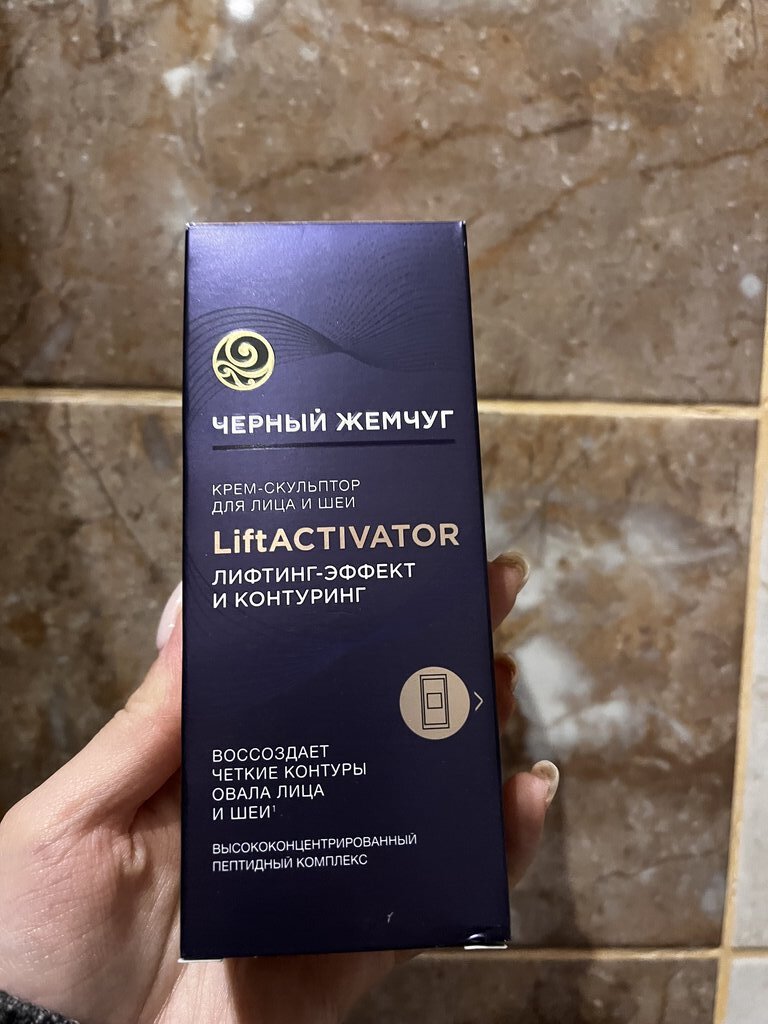 ЧЕРНЫЙ ЖЕМЧУГ
КРЕМ-СКУЛЬПТОР
ДЛЯ ЛИЦА И ШЕИ
LiftACTIVATOR
ЛИФТИНГ-ЭФФЕКТ
И КОНТУРИНГ
ВОССОЗДАЕТ
ЧЕТКИЕ КОНТУРЫ
ОВАЛА ЛИЦА
И ШЕИ¹
ВЫСОКОКОНЦЕНТРИРОВАННЫЙ
ПЕПТИДНЫЙ КОМПЛЕКС